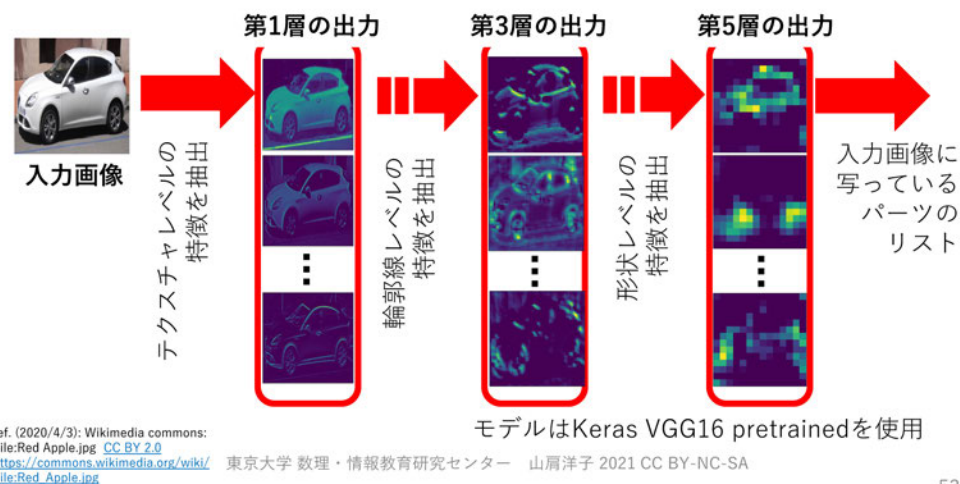 第1層の出力
第3層の出力
第5層の出力
入力画像
テクスチャレベルの
特徴を抽出
輪郭線レベルの
特徴を抽出
形状レベルの
特徴を抽出
入力画像に
写っている
パーツの
リスト
モデルはKeras VGG16 pretrainedを使用
ef. (2020/4/3): Wikimedia commons:
ile:Red Apple.jpg CC BY 2.0
https://commons.wikimedia.org/wiki/
ile:Red_Apple.jpg
東京大学 数理・情報教育研究センター 山肩洋子 2021 CC BY-NC-SA